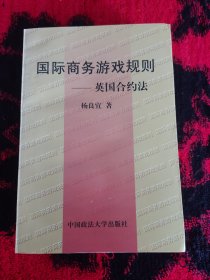 国际商务游戏规则
——英国合约法
杨良宜 著
中国政法大学出版社